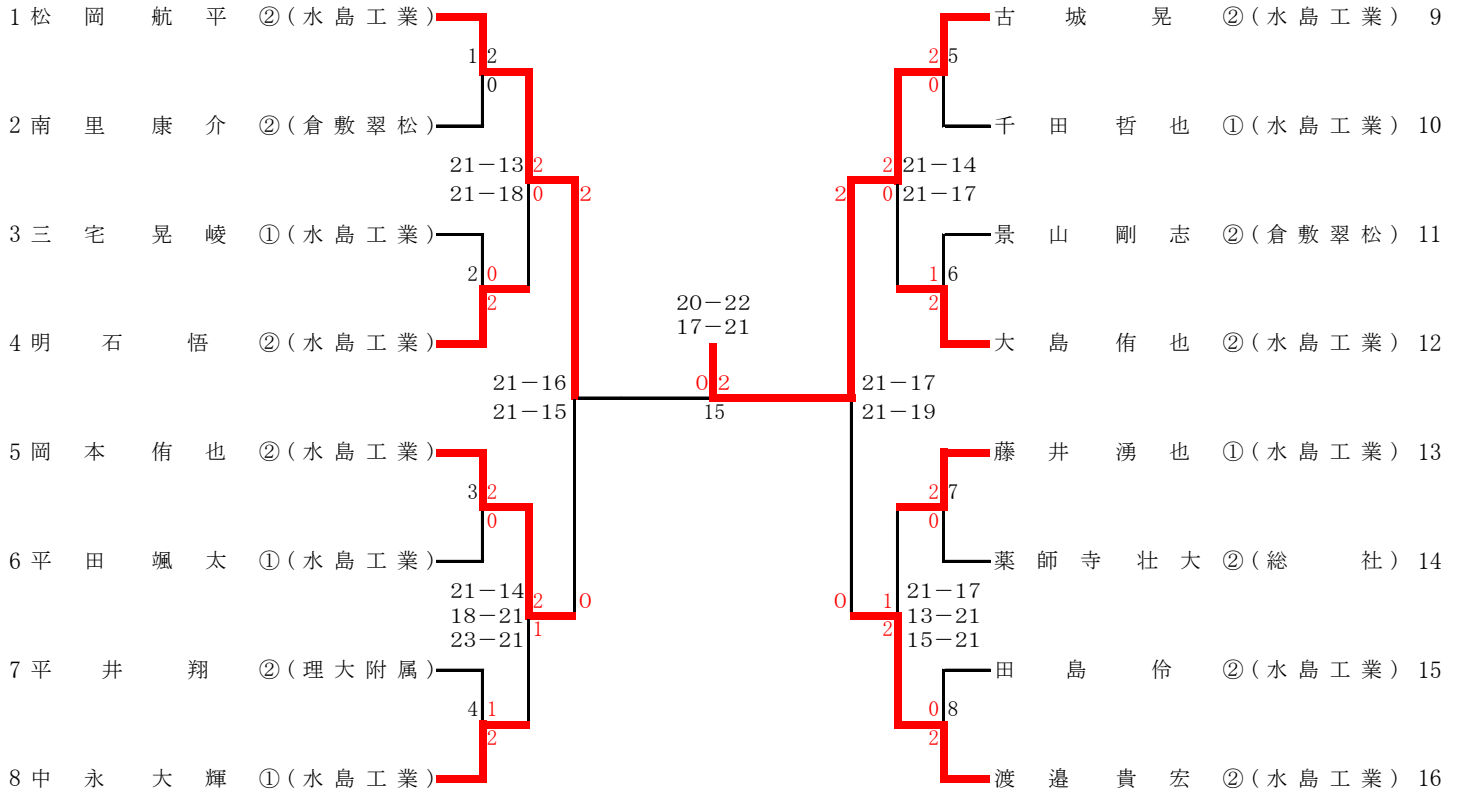 1 松岡航平 ②(水島工業)
1 2
0
2 南里康介 ②(倉敷翠松)
21-13 2
21-18 0
2
3 三宅晃崚 ①(水島工業)
2 0
2
4 明石悟 ②(水島工業)
21-16
21-15
5 岡本侑也 ②(水島工業)
3 2
0
6 平田颯太 ①(水島工業)
21-14 2
18-21
23-21 1
0
7 平井翔 ②(理大附属)
4 1
2
8 中永大輝 ①(水島工業)
20-22
17-21
0 2
15
古城晃 ②(水島工業) 9
2 5
0
千田哲也 ①(水島工業) 10
2 21-14
0 21-17
2
景山剛志 ②(倉敷翠松) 11
1 6
2
大島侑也 ②(水島工業) 12
21-17
21-19
藤井湧也 ①(水島工業) 13
2 7
0
薬師寺壮大 ②(総社) 14
1 21-17
13-21
2 15-21
0
田島伶 ②(水島工業) 15
0 8
2
渡邉貴宏 ②(水島工業) 16